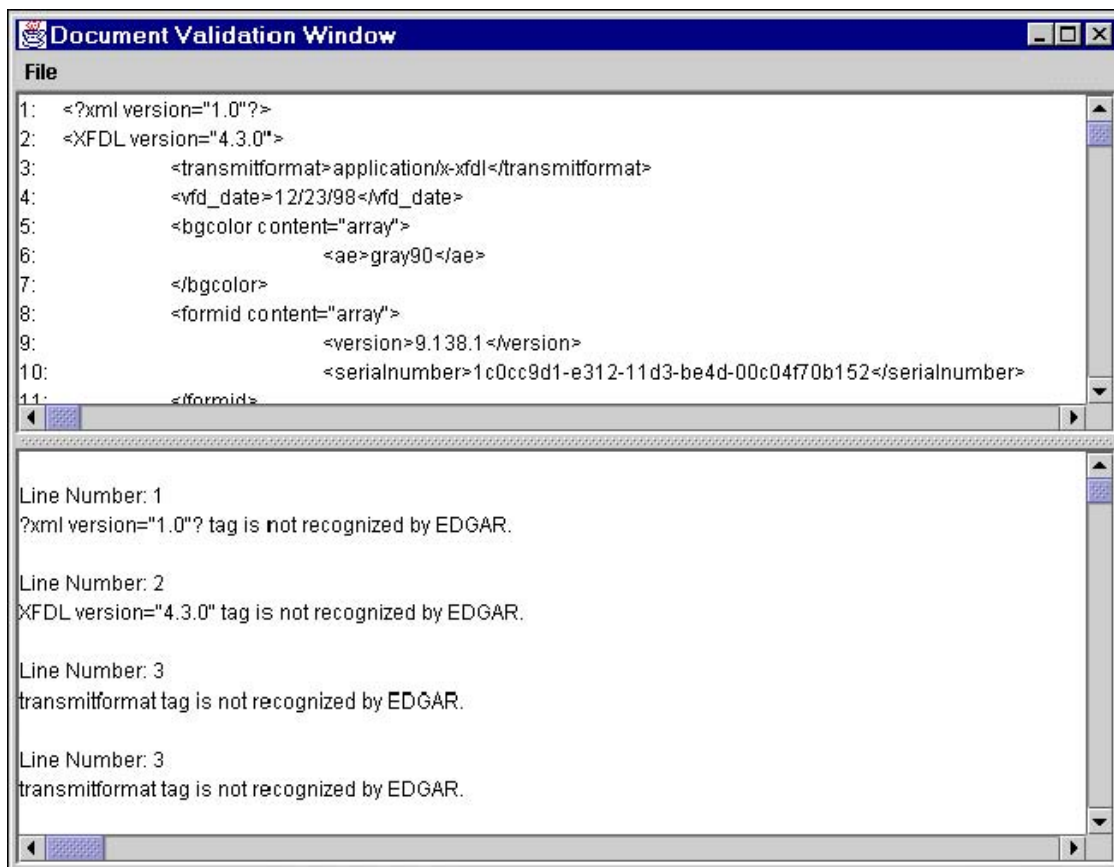 Document Validation Window
File
1: <?xml version="1.0"?>
2: <XFDL version="4.3.0">
3: <transmitformat>application/x-xfdl</transmitformat>
4: <vfd_date>12/23/98</vfd_date>
5: <bgcolor content="array">
6: <ae>gray90</ae>
7: </bgcolor>
8: <formid content="array">
9: <version>9.138.1</version>
10: <serialnumber>1c0cc9d1-e312-11d3-be4d-00c04f70b152</serialnumber>
11: </formid>
Line Number: 1
?xml version="1.0"? tag is not recognized by EDGAR.
Line Number: 2
XFDL version="4.3.0" tag is not recognized by EDGAR.
Line Number: 3
transmitformat tag is not recognized by EDGAR.
Line Number: 3
transmitformat tag is not recognized by EDGAR.